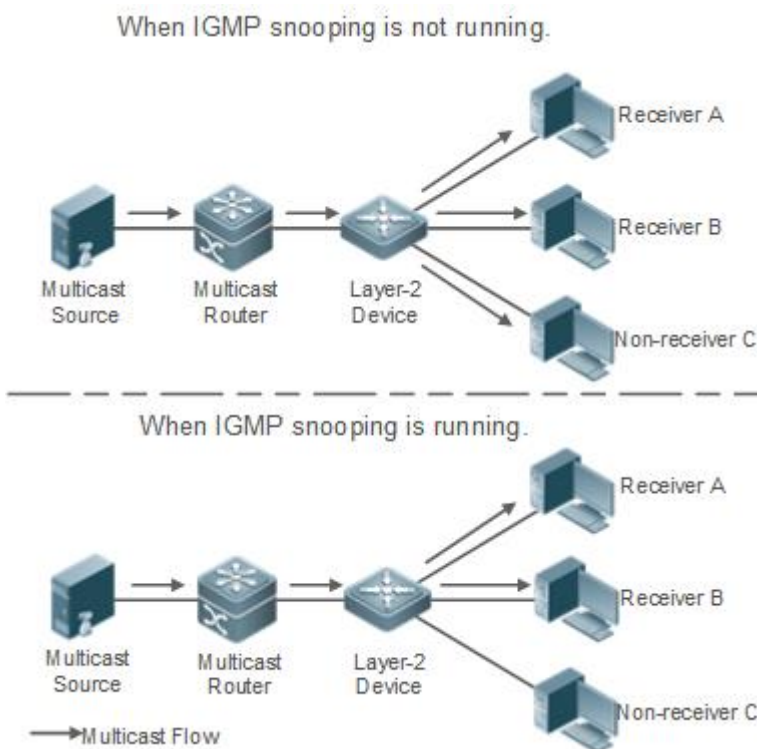 When IGMP snooping is not running.
Receiver A
Receiver B
Multicast
Source
Multicast
Router
Layer-2
Device
Non-receiver C
When IGMP snooping is running.
Receiver A
Receiver B
Multicast
Source
Multicast
Router
Layer-2
Device
Non-receiver C
Multicast Flow